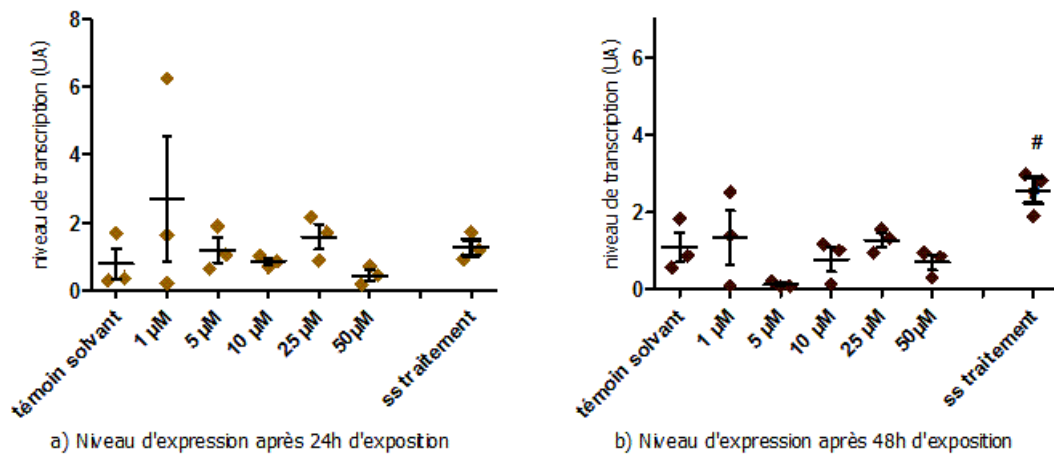 niveau de transcription (UA)
8
6
4
2
0
témoin solvant
1 µM
5 µM
10 µM
25 µM
50µM
ss traitement
a) Niveau d'expression après 24h d'exposition
niveau de transcription (UA)
6
4
2
0
#
témoin solvant
1 µM
5 µM
10 µM
25 µM
50µM
ss traitement
b) Niveau d'expression après 48h d'exposition